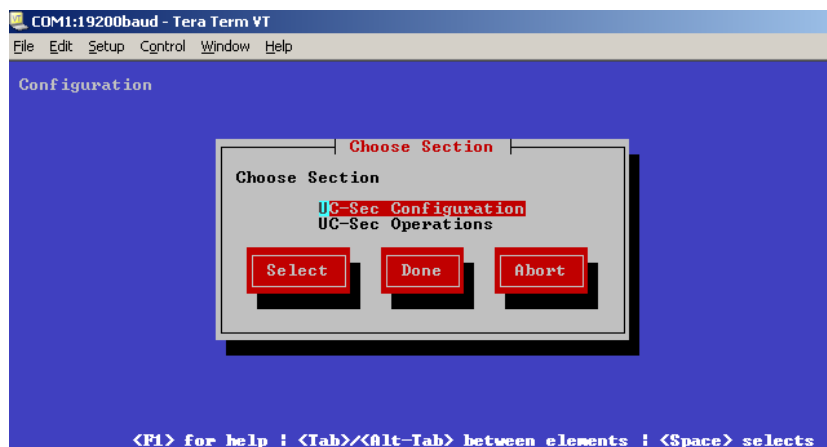 COM1:19200baud - Tera Term VT
File Edit Setup Control Window Help
Configuration
Choose Section
Choose Section
UC-Sec Configuration
UC-Sec Operations
Select Done Abort
<F1> for help | <Tab>/<Alt-Tab> between elements | <Space> selects